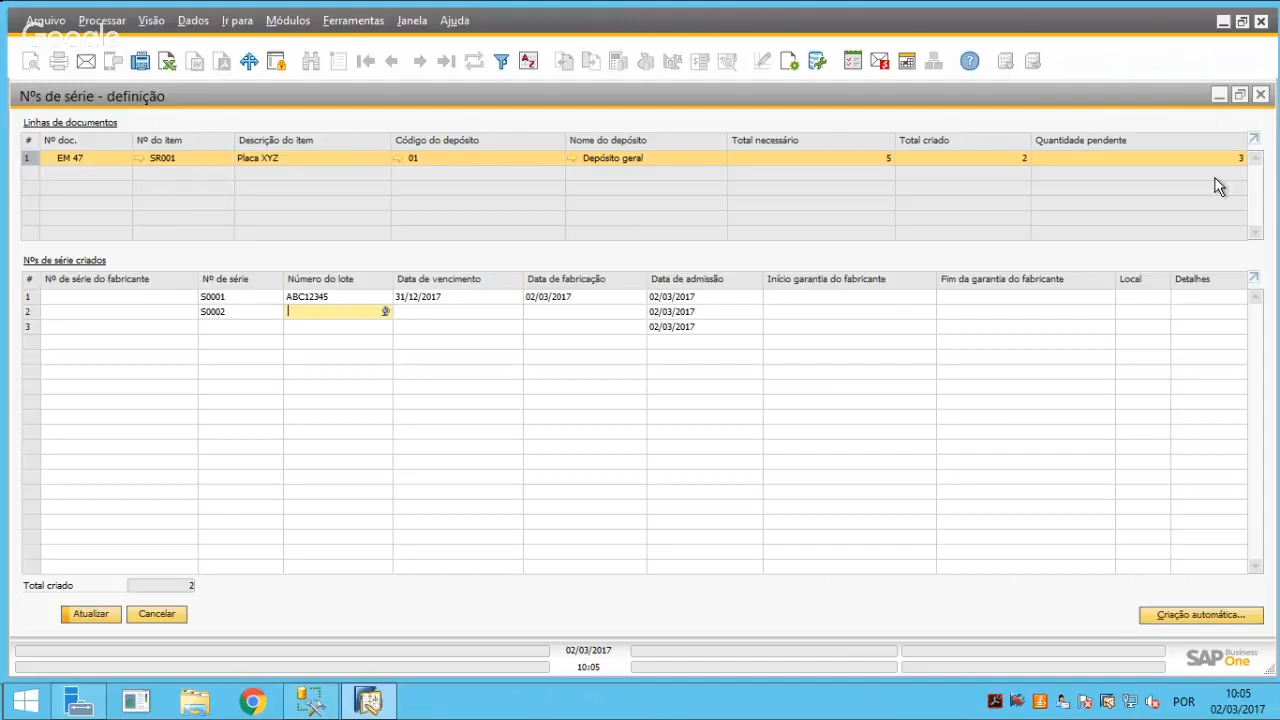 Arquivo Processar Visão Dados Ir para Módulos Ferramentas Janela Ajuda
Google
Nºs de série - definição
Linhas de documentos
# Nº doc. Nº do item Descrição do item Código do depósito Nome do depósito Total necessário Total criado Quantidade pendente
1 EM 47 SR001 Placa XYZ 01 Depósito geral 5 2 3
Nºs de série criados
# Nº de série do fabricante Nº de série Número do lote Data de vencimento Data de fabricação Data de admissão Início garantia do fabricante Fim da garantia do fabricante Local Detalhes
1 S0001 ABC12345 31/12/2017 02/03/2017 02/03/2017
2 S0002 02/03/2017
3 02/03/2017
Total criado 2
Atualizar Cancelar Criação automática...
02/03/2017
10:05
SAP Business One
POR
10:05
02/03/2017